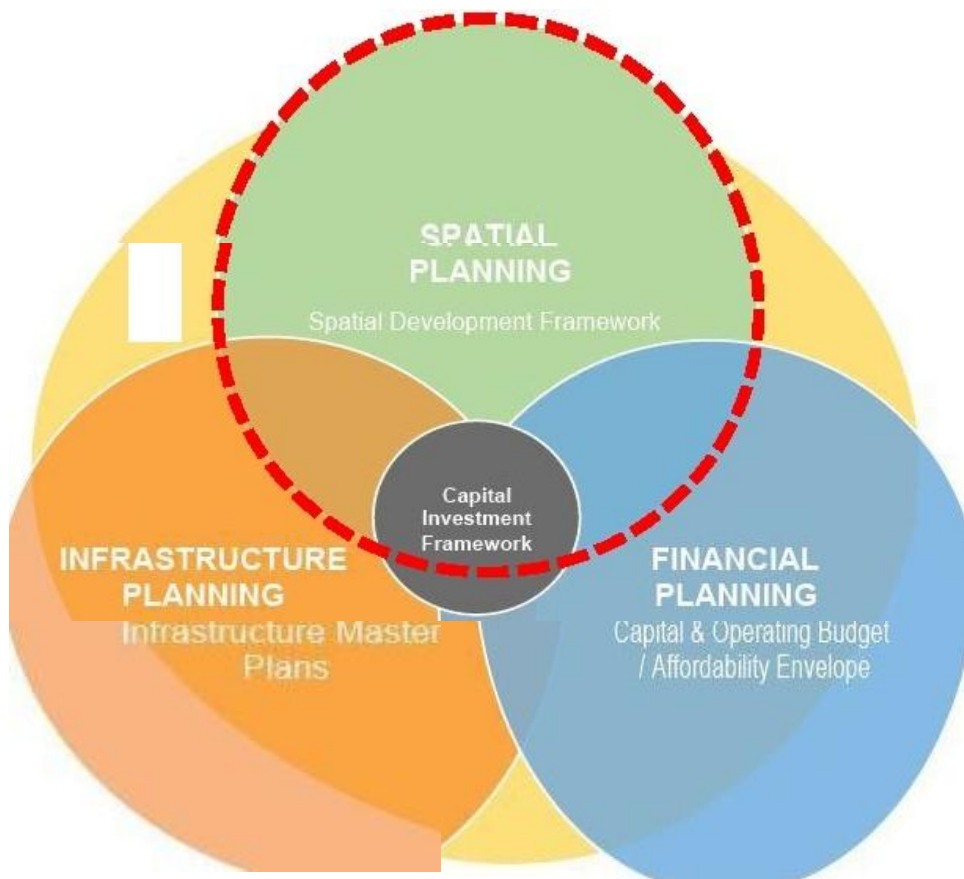 SPATIAL
PLANNING
Spatial Development Framework
Capital
Investment
Framework
INFRASTRUCTURE
PLANNING
Infrastructure Master
Plans
FINANCIAL
PLANNING
Capital & Operating Budget
/ Affordability Envelope